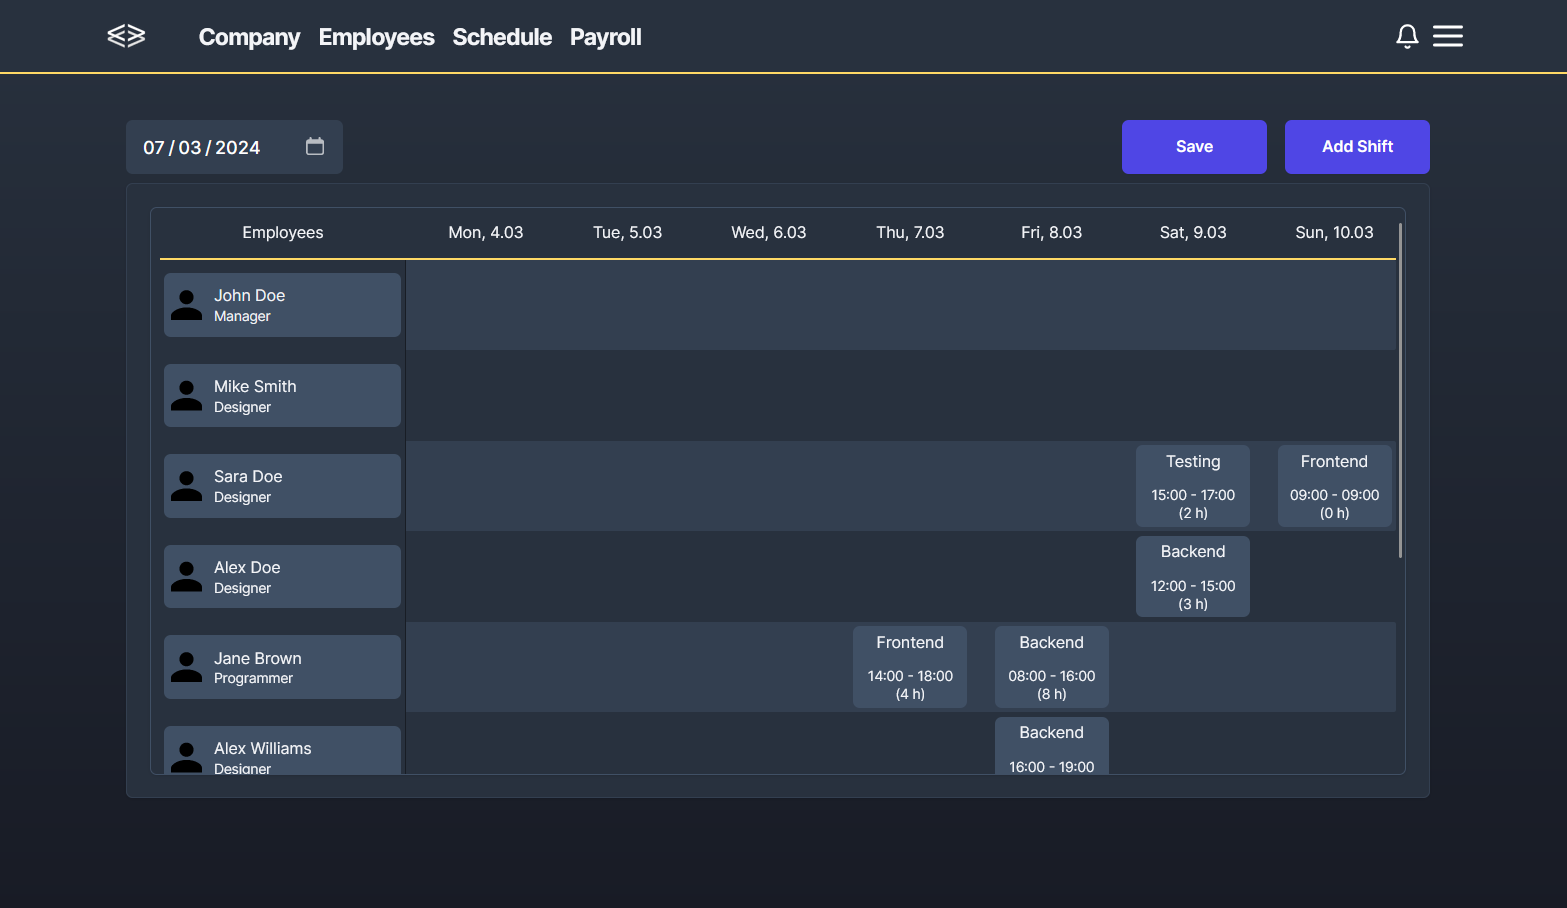 Company Employees Schedule Payroll
07 / 03 / 2024
Save Add Shift
Employees Mon, 4.03 Tue, 5.03 Wed, 6.03 Thu, 7.03 Fri, 8.03 Sat, 9.03 Sun, 10.03
John Doe
Manager
Mike Smith
Designer
Sara Doe
Designer
Testing
15:00 - 17:00
(2 h)
Frontend
09:00 - 09:00
(0 h)
Alex Doe
Designer
Backend
12:00 - 15:00
(3 h)
Jane Brown
Programmer
Frontend
14:00 - 18:00
(4 h)
Backend
08:00 - 16:00
(8 h)
Alex Williams
Designer
Backend
16:00 - 19:00